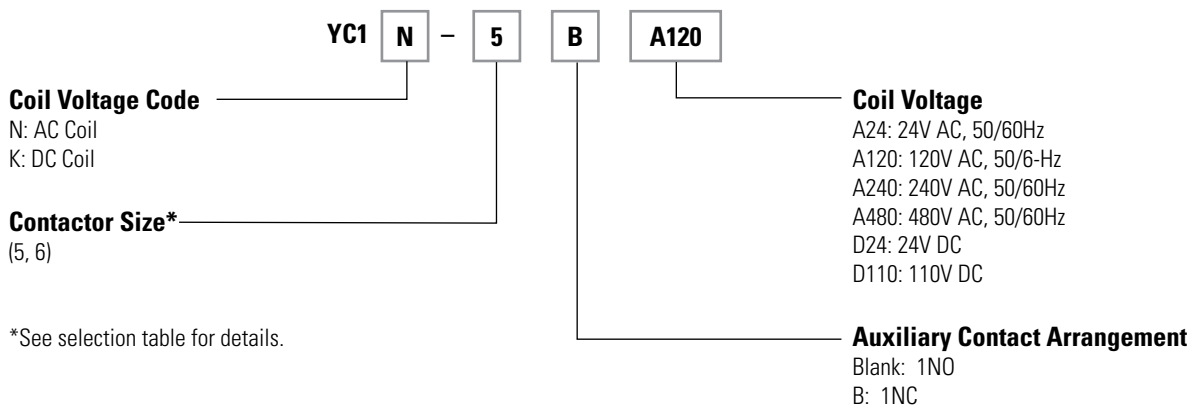 YC1 N – 5 B A120
Coil Voltage Code
N: AC Coil
K: DC Coil
Contactor Size*
(5, 6)
*See selection table for details.
Coil Voltage
A24: 24V AC, 50/60Hz
A120: 120V AC, 50/6-Hz
A240: 240V AC, 50/60Hz
A480: 480V AC, 50/60Hz
D24: 24V DC
D110: 110V DC
Auxiliary Contact Arrangement
Blank: 1NO
B: 1NC